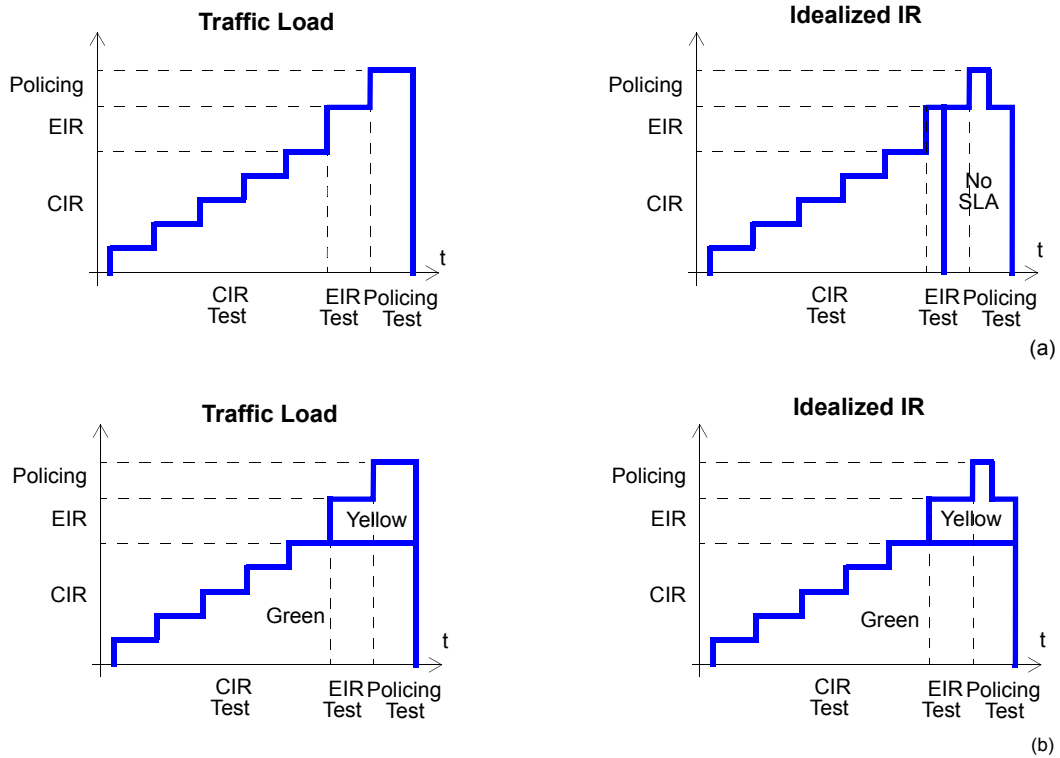 Traffic Load
Policing
EIR
CIR
t
CIR
Test
EIR
Test
Policing
Test
Idealized IR
Policing
EIR
CIR
No
SLA
t
CIR
Test
EIR
Test
Policing
Test
(a)
Traffic Load
Policing
EIR
CIR
Yellow
Green
t
CIR
Test
EIR
Test
Policing
Test
Idealized IR
Policing
EIR
CIR
Yellow
Green
t
CIR
Test
EIR
Test
Policing
Test
(b)